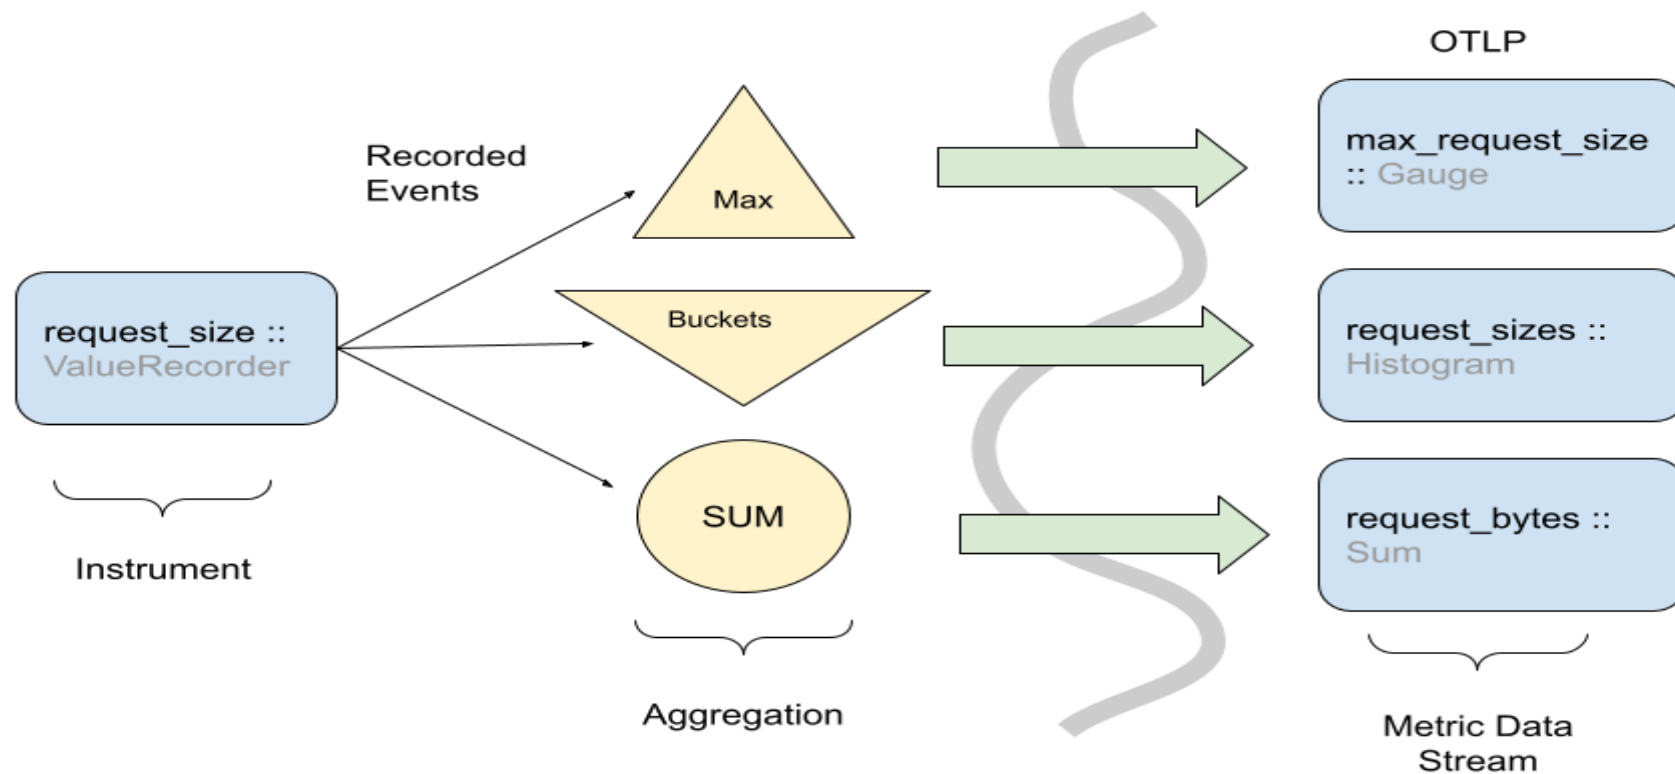 OTLP
Recorded
Events
Max
max_request_size
:: Gauge
request_size ::
ValueRecorder
Buckets
request_sizes ::
Histogram
SUM
request_bytes ::
Sum
Instrument
Aggregation
Metric Data
Stream